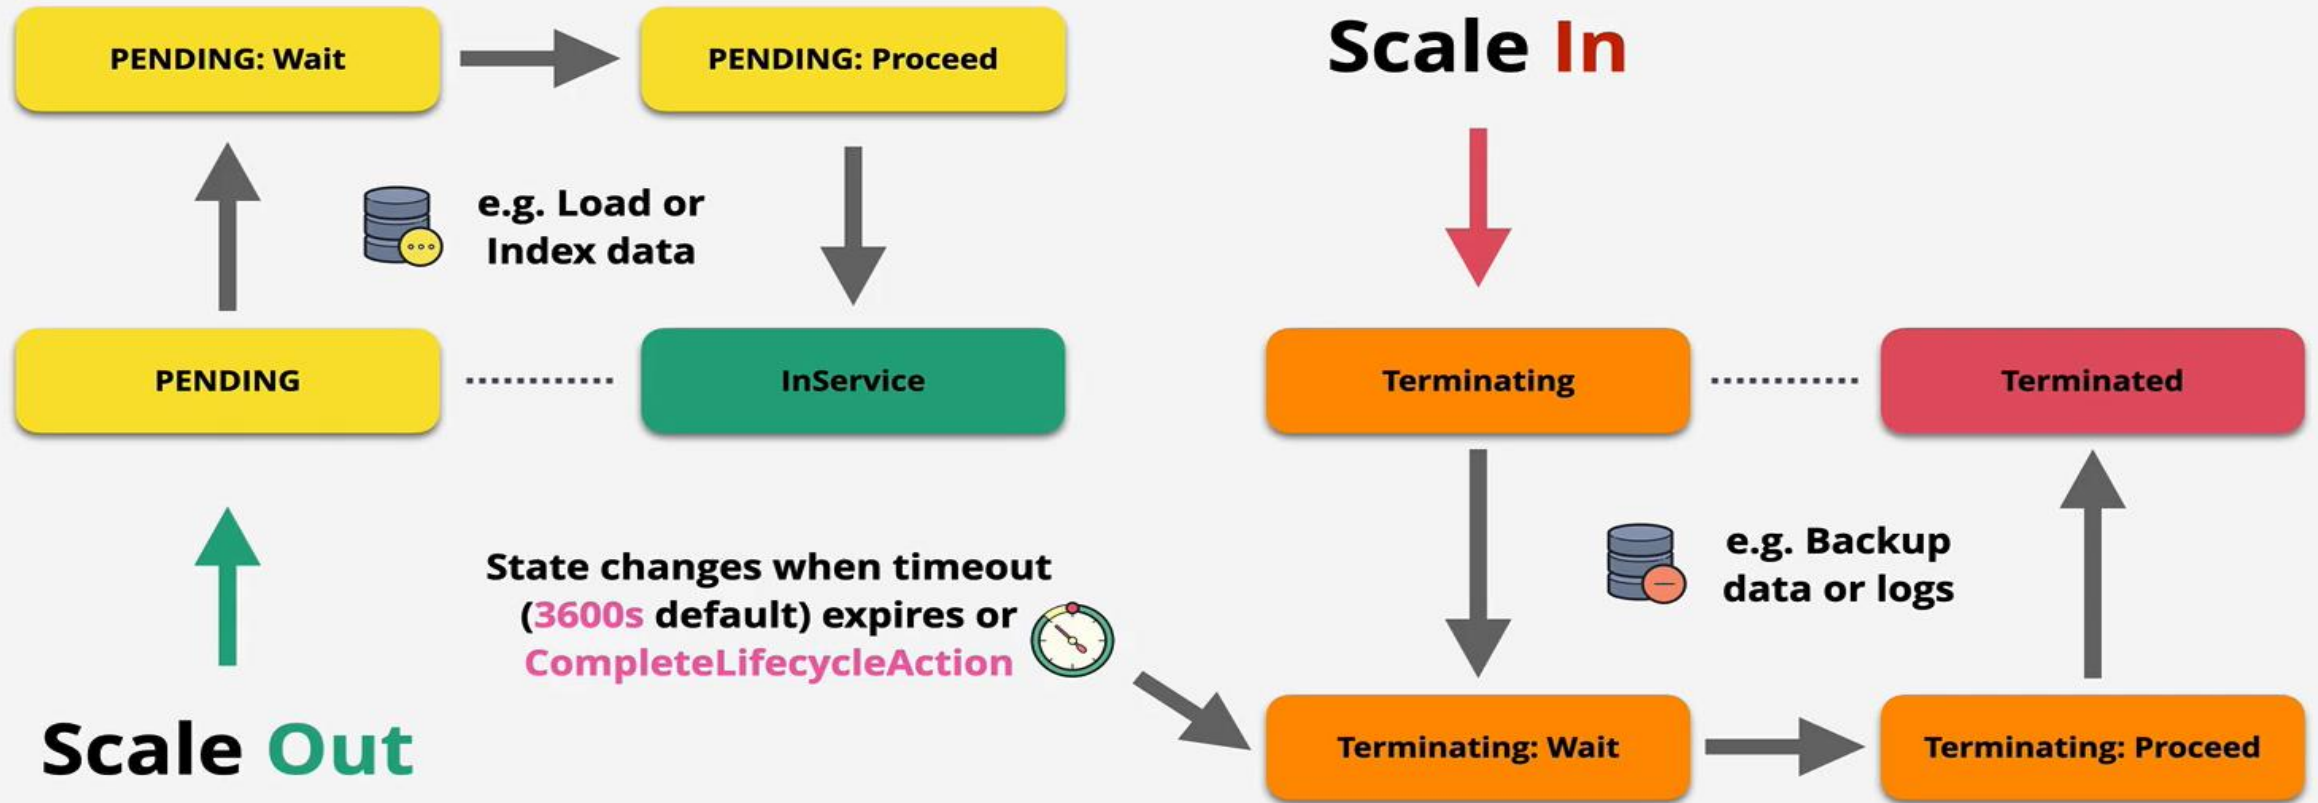 PENDING: Wait
PENDING: Proceed
Scale In
e.g. Load or
Index data
PENDING
InService
Terminating
Terminated
State changes when timeout
(3600s default) expires or
CompleteLifecycleAction
e.g. Backup
data or logs
Scale Out
Terminating: Wait
Terminating: Proceed